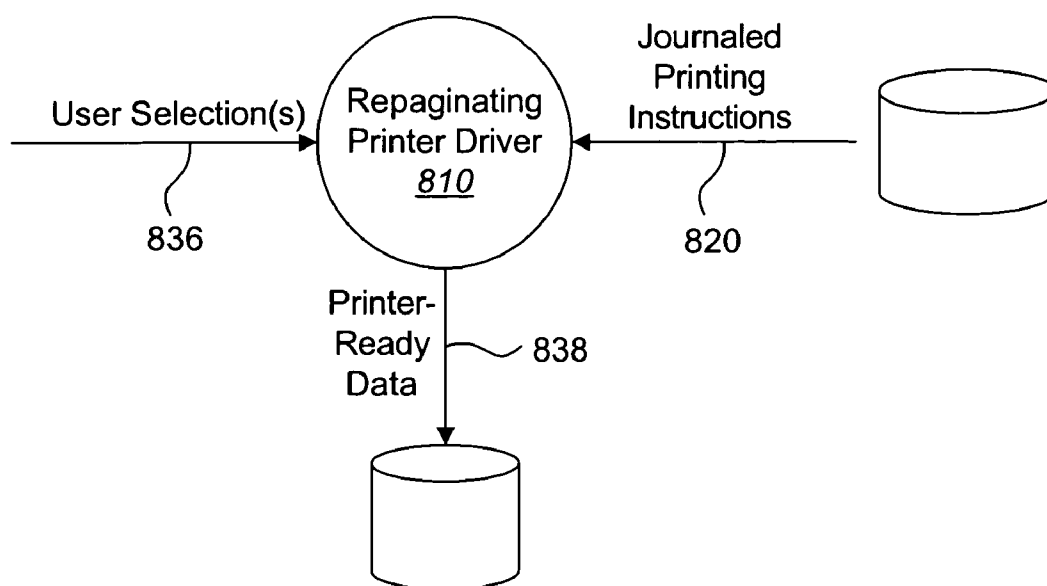 User Selection(s)
836
Repaginating
Printer Driver
810
Journaled
Printing
Instructions
820
Printer-
Ready
Data
838